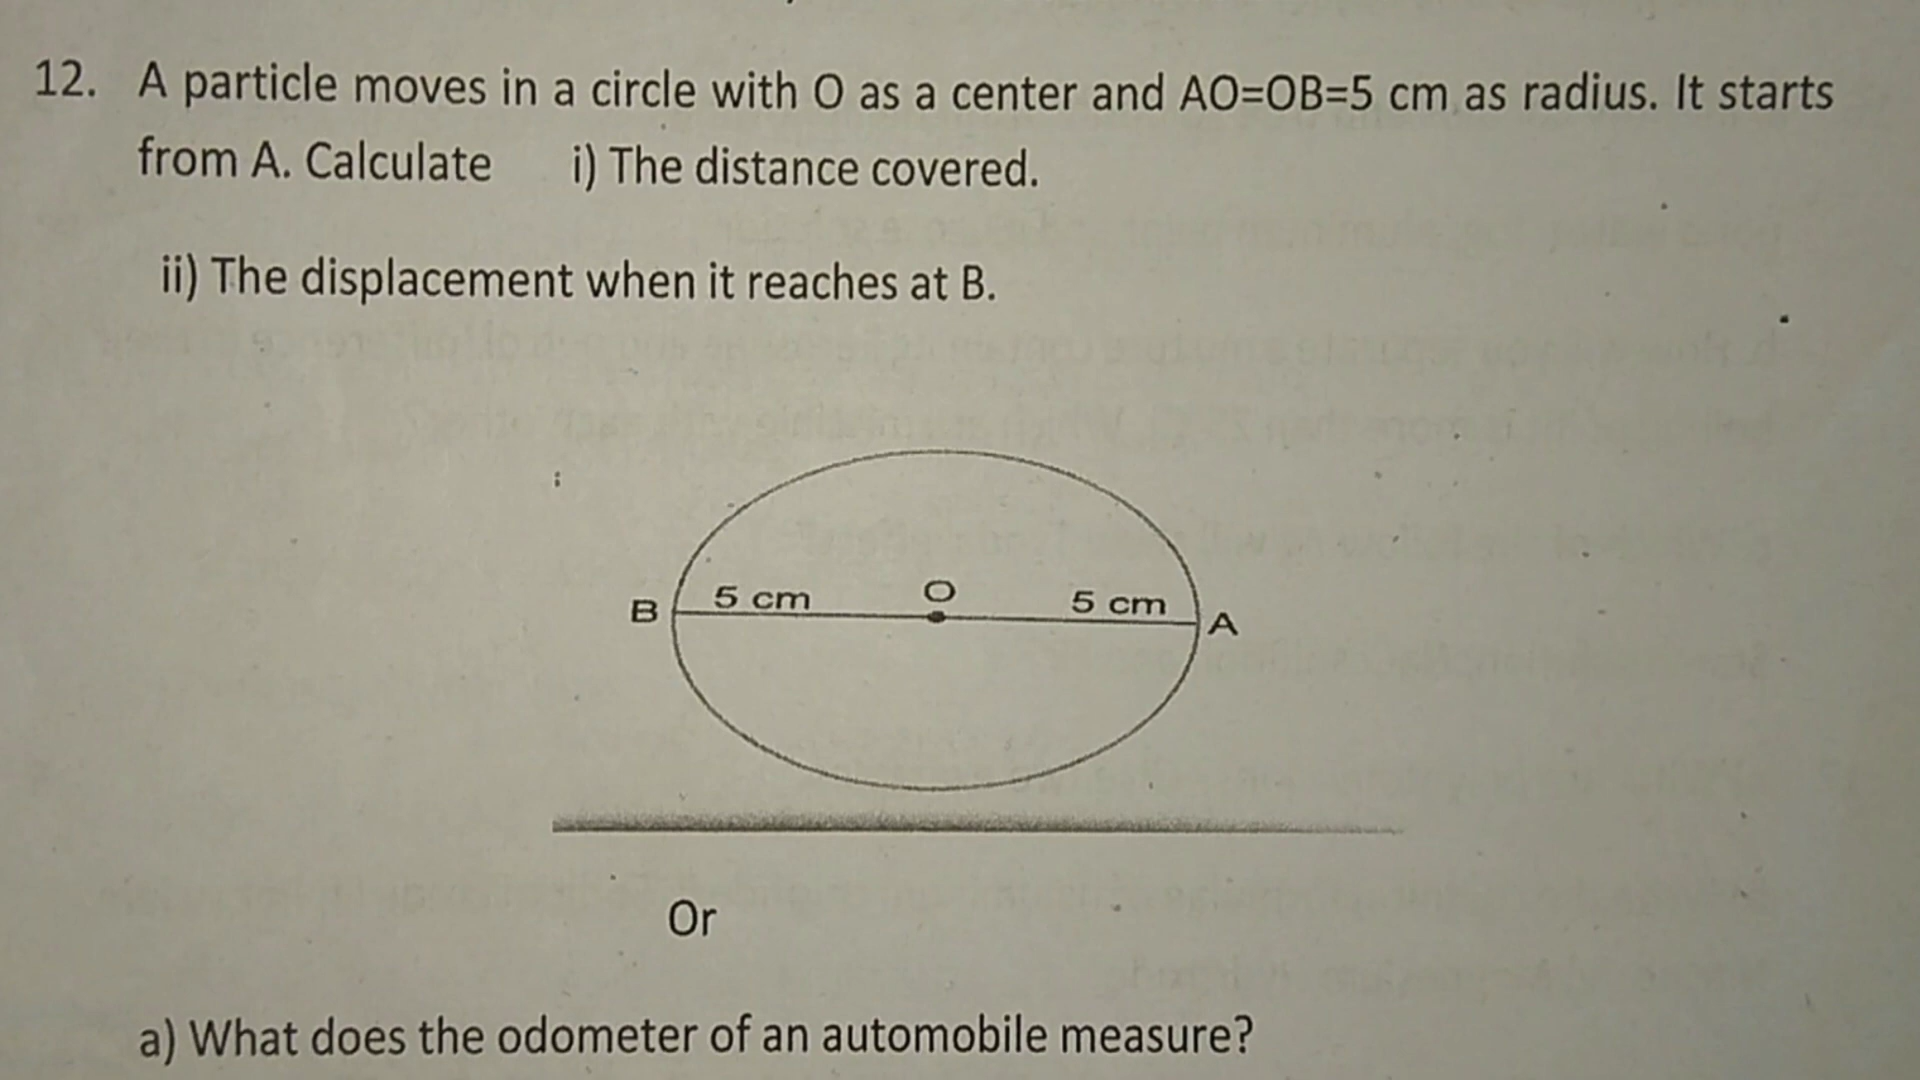 12. A particle moves in a circle with O as a center and AO=OB=5 cm as radius. It starts
from A. Calculate i) The distance covered.
ii) The displacement when it reaches at B.
B 5 cm O 5 cm A
Or
a) What does the odometer of an automobile measure?